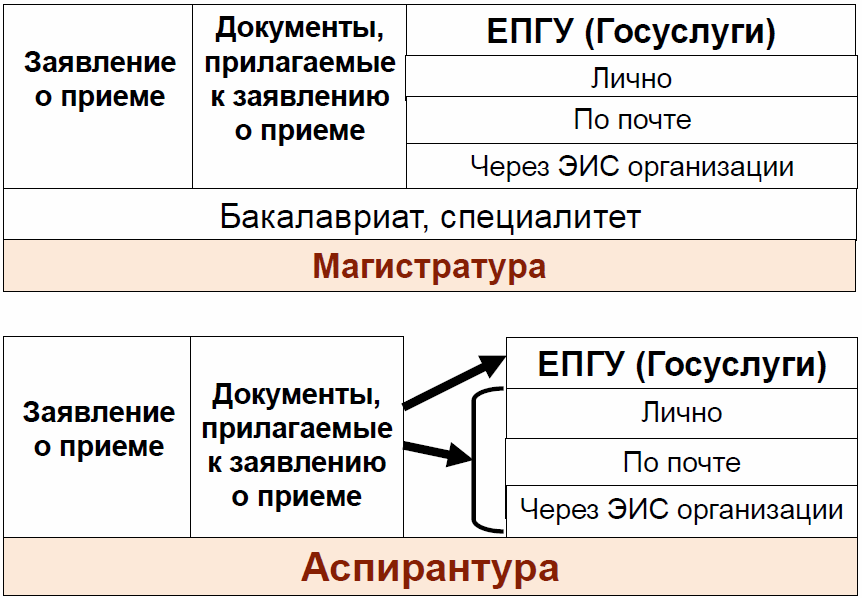 Заявление
о приеме
Документы,
прилагаемые
к заявлению
о приеме
ЕПГУ (Госуслуги)
Лично
По почте
Через ЭИС организации
Бакалавриат, специалитет
Магистратура
Заявление
о приеме
Документы,
прилагаемые
к заявлению
о приеме
ЕПГУ (Госуслуги)
Лично
По почте
Через ЭИС организации
Аспирантура